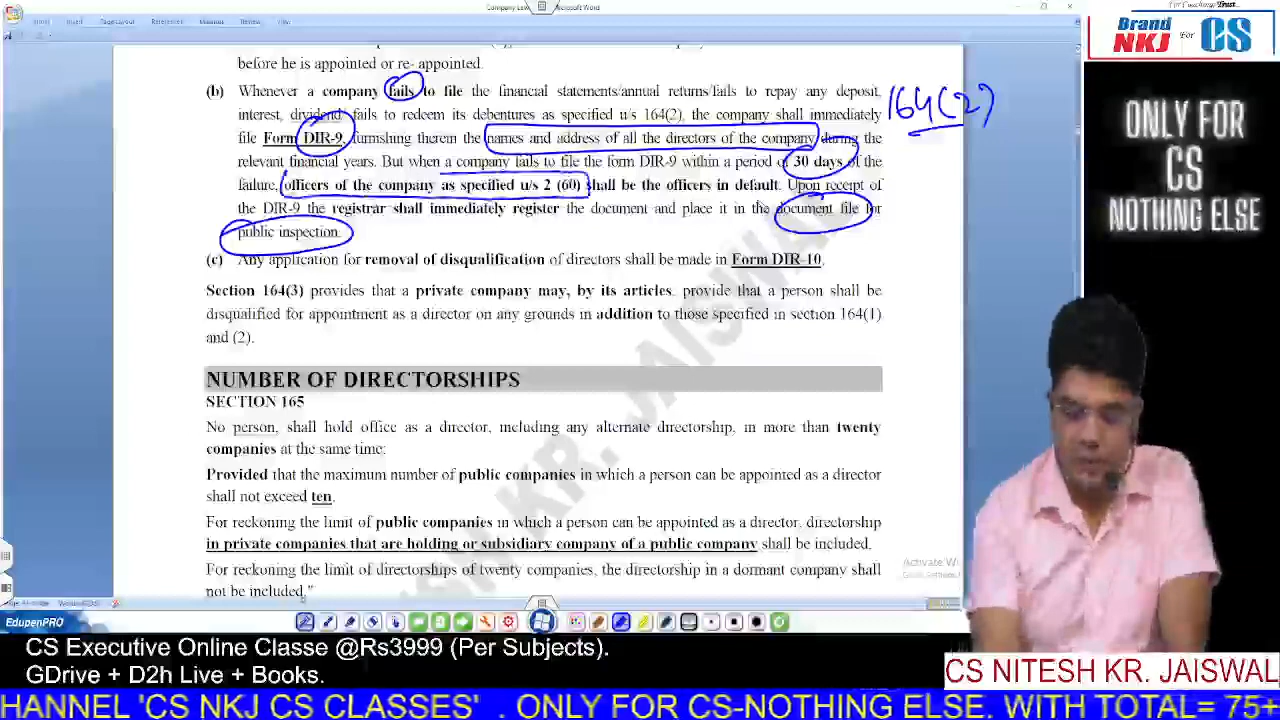 Company La
Microsoft Word
For Coaching Trust..
Brand
NKJ
For
CS
before he is appointed or re- appointed.
(b) Whenever a company fails to file the financial statements/annual returns/fails to repay any deposit,
interest, dividend fails to redeem its debentures as specified u/s 164(2), the company shall immediately
file Form DIR-9, furnishing therein the names and address of all the directors of the company during the
relevant financial years. But when a company fails to file the form DIR-9 within a period of 30 days of the
failure, officers of the company as specified u/s 2 (60) shall be the officers in default. Upon receipt of
the DIR-9 the registrar shall immediately register the document and place it in the document file for
public inspection.
164(2)
(c) Any application for removal of disqualification of directors shall be made in Form DIR-10.
Section 164(3) provides that a private company may, by its articles, provide that a person shall be
disqualified for appointment as a director on any grounds in addition to those specified in section 164(1)
and (2).
NUMBER OF DIRECTORSHIPS
SECTION 165
No person, shall hold office as a director, including any alternate directorship, in more than twenty
companies at the same time:
Provided that the maximum number of public companies in which a person can be appointed as a director
shall not exceed ten.
For reckoning the limit of public companies in which a person can be appointed as a director, directorship
in private companies that are holding or subsidiary company of a public company shall be included.
For reckoning the limit of directorships of twenty companies, the directorship in a dormant company shall
not be included."
KR. JAISWAL
Activate W
ONLY FOR
CS
NOTHING ELSE
EdupenPRO
CS Executive Online Classe @Rs3999 (Per Subjects).
GDrive + D2h Live + Books.
CS NITESH KR. JAISWAL
HANNEL 'CS NKJ CS CLASSES' . ONLY FOR CS-NOTHING ELSE. WITH TOTAL= 75+